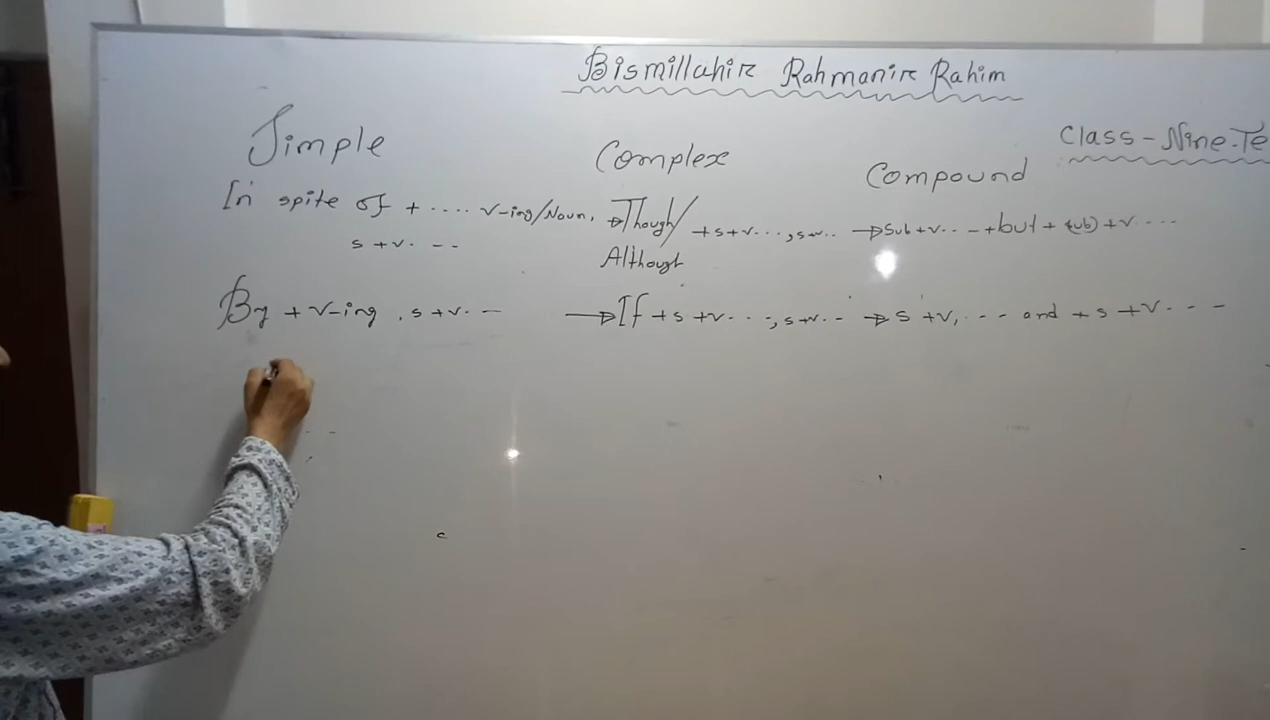 Bismillahir Rahmanir Rahim
Class - Nine-Te
Simple
Complex
Compound
In spite of + .... v-ing/Noun, s + v. ...
Though/Although + s + v ..., s+v..
Sub + v.. - + but + (sub) + v ....
By + v-ing, s + v. ..
If + s + v ..., s+v. ..
s + v, ... and + s + v ...